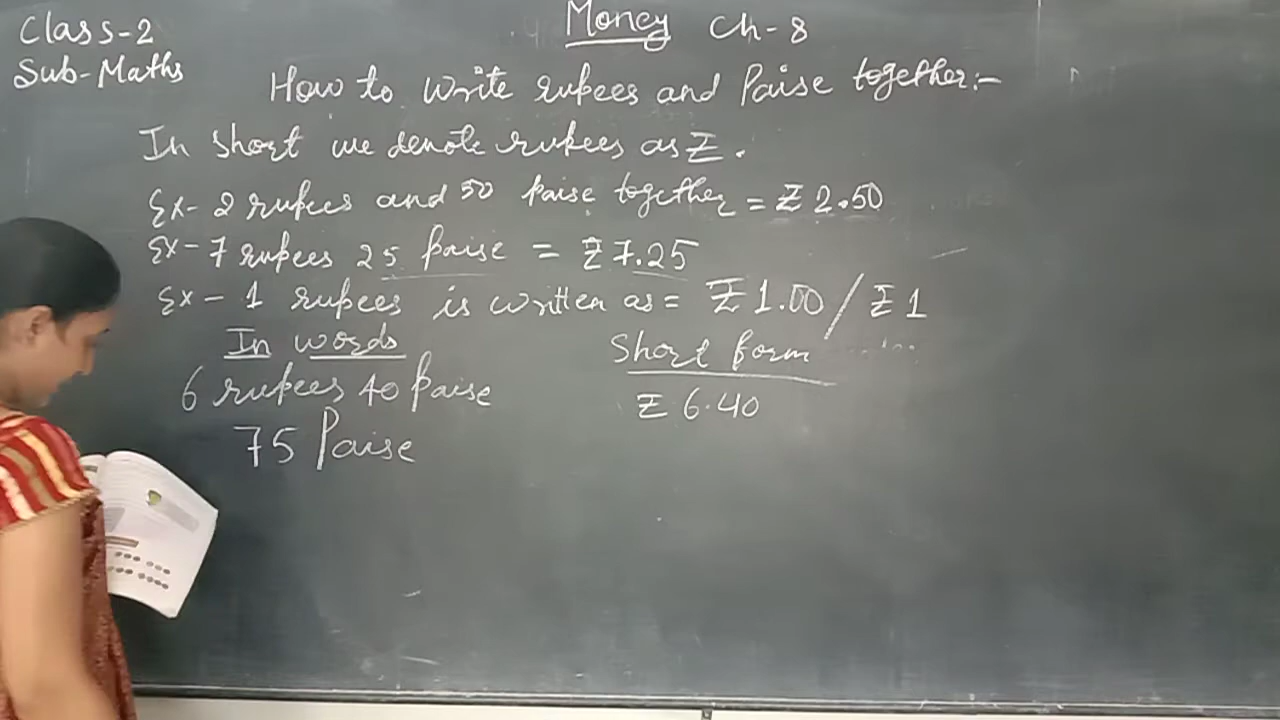 Class-2
Money Ch-8
Sub-Maths
How to write rupees and Paise together:-
In short we denote rupees as ₹.
Ex- 2 rupees and 50 paise together = ₹ 2.50
Ex- 7 rupees 25 paise = ₹7.25
Ex- 1 rupees is written as = ₹1.00 / ₹1
In words Short form
6 rupees 40 paise ₹ 6.40
75 Paise